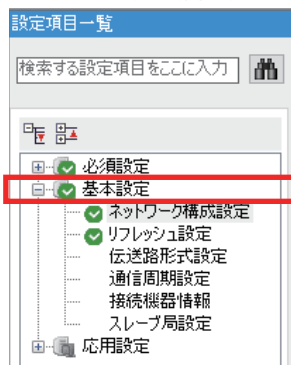 設定項目一覧
検索する設定項目をここに入力
必須設定
基本設定
ネットワーク構成設定
リフレッシュ設定
伝送路形式設定
通信周期設定
接続機器情報
スレーブ局設定
応用設定